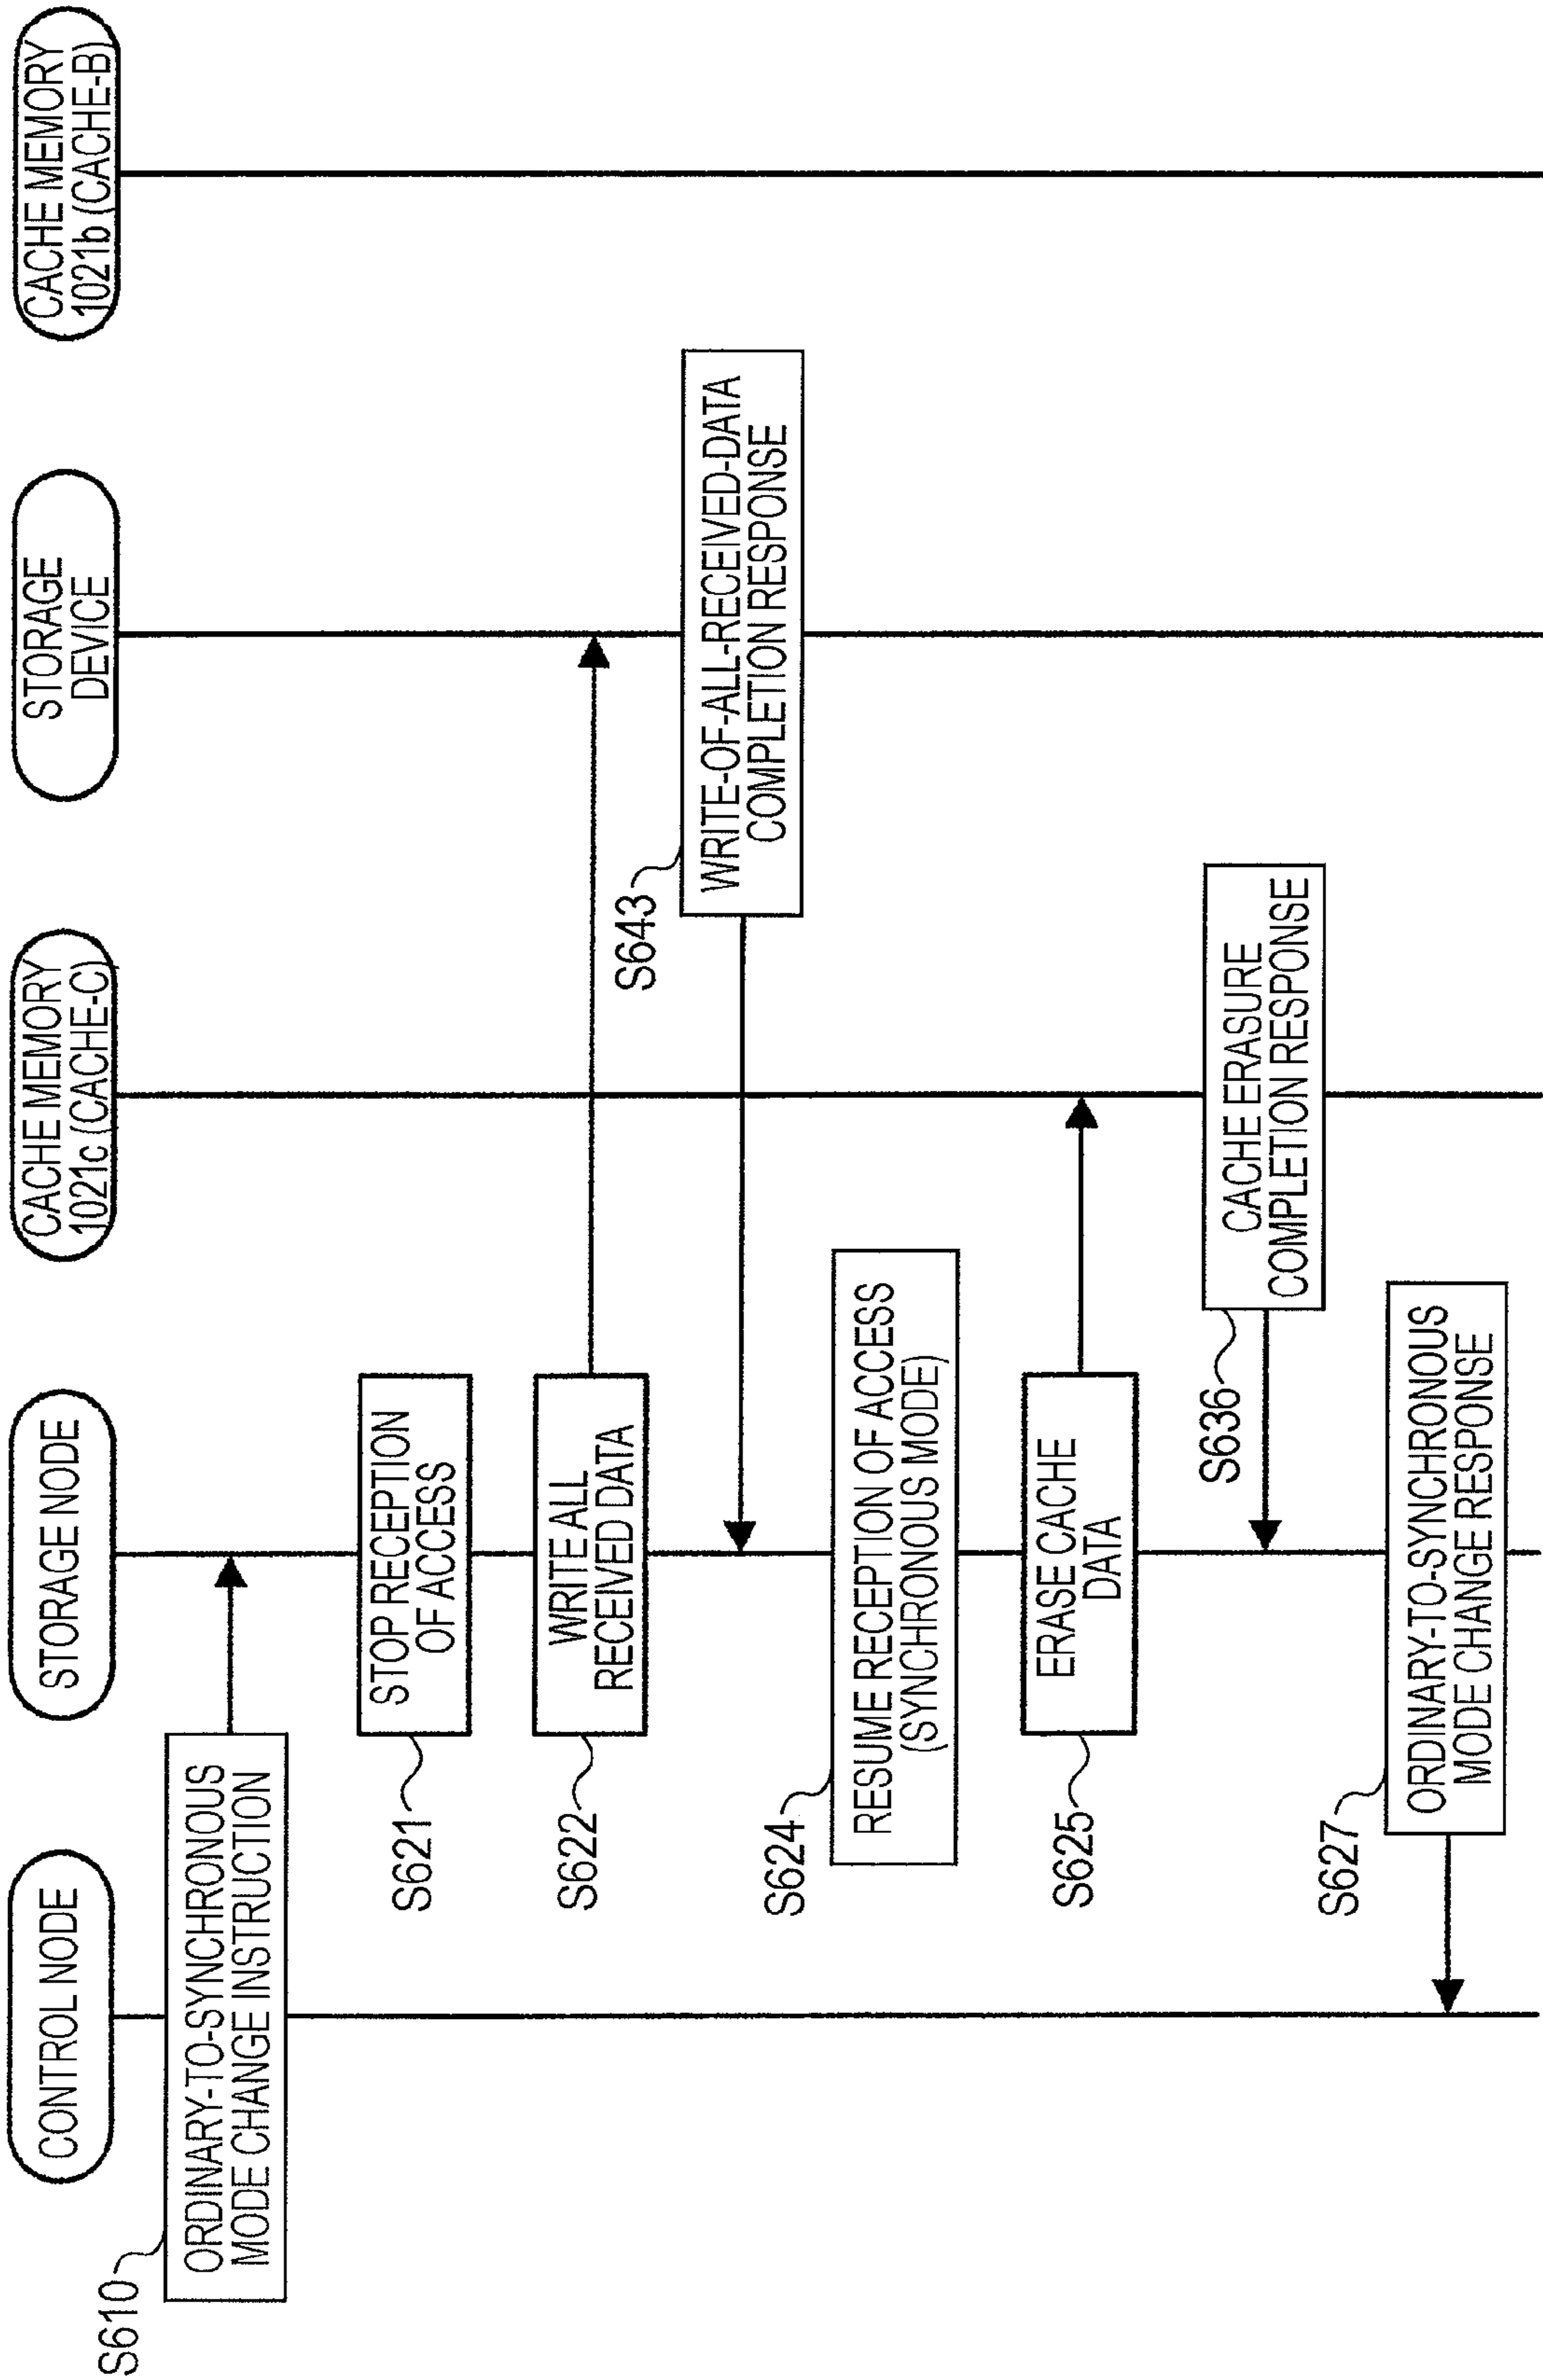 CONTROL NODE
STORAGE NODE
CACHE MEMORY
1021c (CACHE-C)
STORAGE
DEVICE
CACHE MEMORY
1021b (CACHE-B)
S610
ORDINARY-TO-SYNCHRONOUS
MODE CHANGE INSTRUCTION
S621
STOP RECEPTION
OF ACCESS
S622
WRITE ALL
RECEIVED DATA
S643
WRITE-OF-ALL-RECEIVED-DATA
COMPLETION RESPONSE
S624
RESUME RECEPTION OF ACCESS
(SYNCHRONOUS MODE)
S625
ERASE CACHE
DATA
S636
CACHE ERASURE
COMPLETION RESPONSE
S627
ORDINARY-TO-SYNCHRONOUS
MODE CHANGE RESPONSE